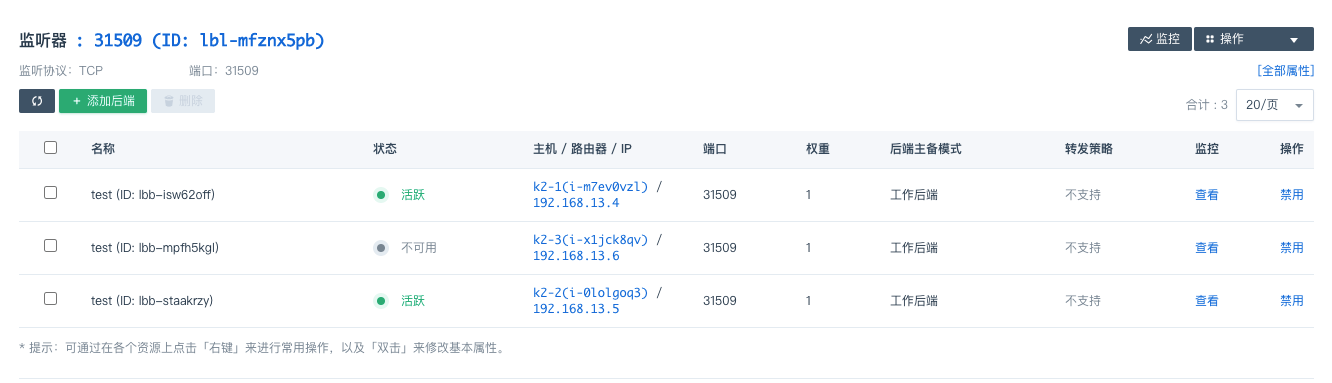 监听器 : 31509 (ID: lbl-mfznx5pb)
监控
操作
监听协议: TCP
端口: 31509
[全部属性]
+ 添加后端
删除
合计 : 3
20/页
名称 状态 主机 / 路由器 / IP 端口 权重 后端主备模式 转发策略 监控 操作
test (ID: lbb-isw62off) 活跃 k2-1(i-m7ev0vzl) / 31509 1 工作后端 不支持 查看 禁用
192.168.13.4
test (ID: lbb-mpfh5kgl) 不可用 k2-3(i-x1jck8qv) / 31509 1 工作后端 不支持 查看 禁用
192.168.13.6
test (ID: lbb-staakrzy) 活跃 k2-2(i-0lolgoq3) / 31509 1 工作后端 不支持 查看 禁用
192.168.13.5
* 提示: 可通过在各个资源上点击「右键」来进行常用操作, 以及「双击」来修改基本属性。